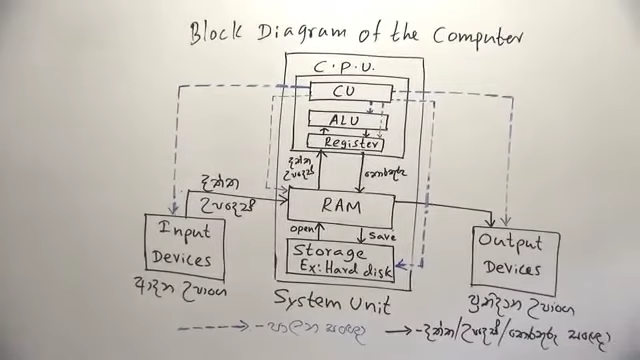 Block Diagram of the Computer
C.P.U.
CU
ALU
Register
දත්ත
උපදෙස්
තොරතුරු
දත්ත
උපදෙස්
RAM
open
save
Input
Devices
Storage
Ex: Hard disk
Output
Devices
ආදාන උපාංග
ප්‍රතිදාන උපාංග
System Unit
- පාලන සංඥා
- දත්ත/උපදෙස්/තොරතුරු සංඥා